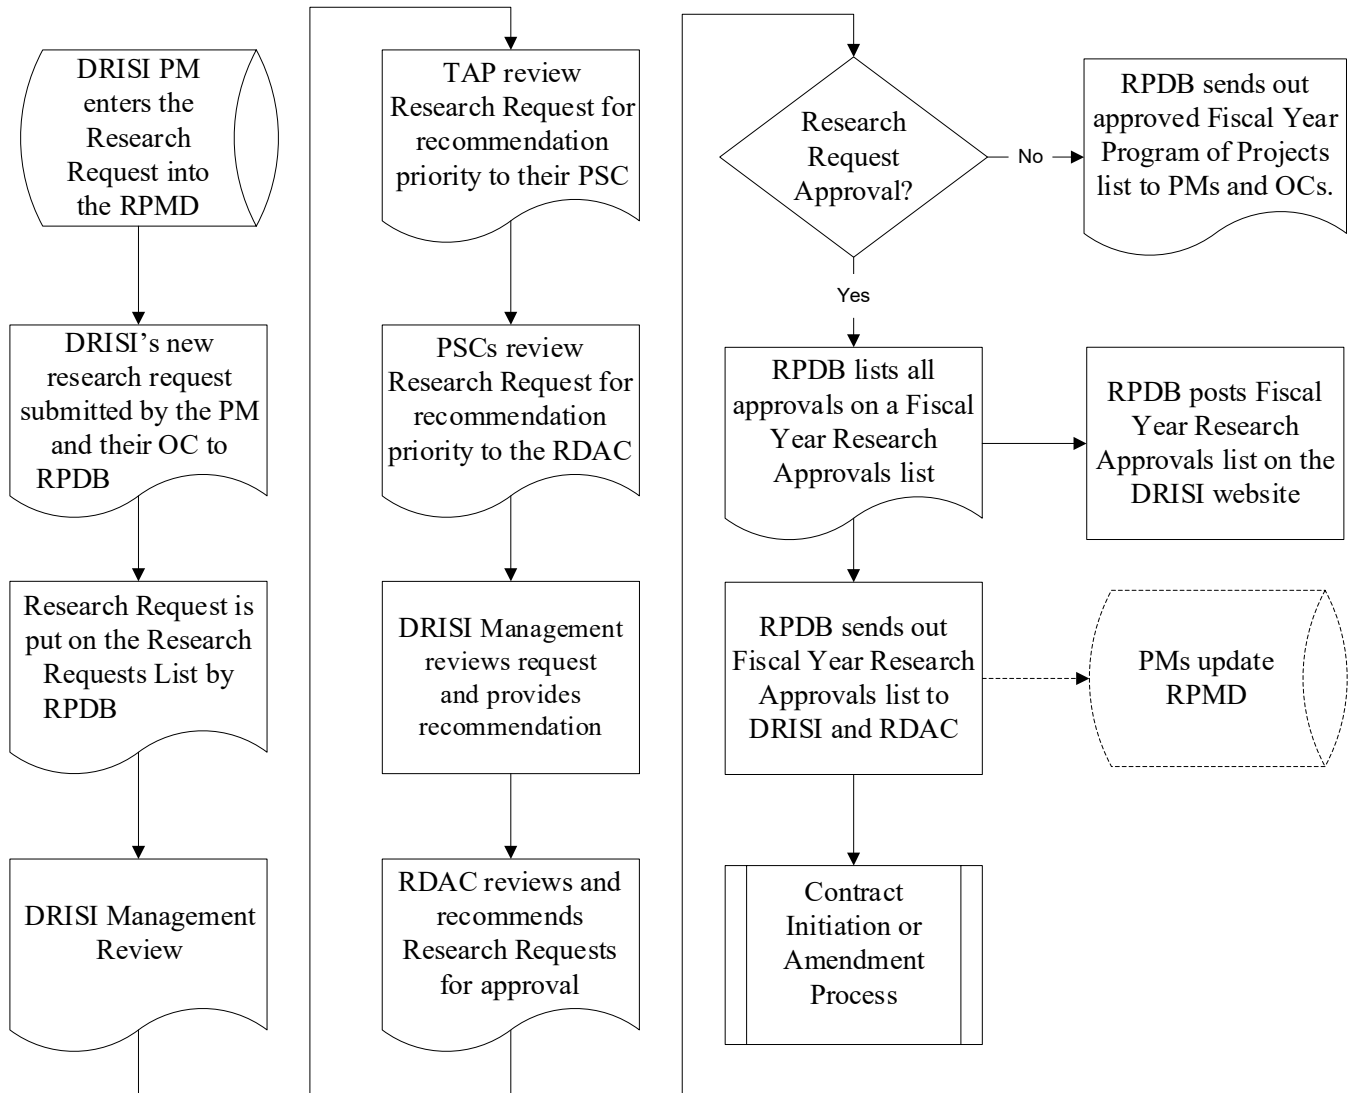 DRISI PM
enters the
Research
Request into
the RPMD
DRISI’s new
research request
submitted by the PM
and their OC to
RPDB
Research Request is
put on the Research
Requests List by
RPDB
DRISI Management
Review
TAP review
Research Request for
recommendation
priority to their PSC
PSCs review
Research Request for
recommendation
priority to the RDAC
DRISI Management
reviews request
and provides
recommendation
RDAC reviews and
recommends
Research Requests
for approval
Research
Request
Approval?
No
RPDB sends out
approved Fiscal Year
Program of Projects
list to PMs and OCs.
Yes
RPDB lists all
approvals on a Fiscal
Year Research
Approvals list
RPDB posts Fiscal
Year Research
Approvals list on the
DRISI website
RPDB sends out
Fiscal Year Research
Approvals list to
DRISI and RDAC
PMs update
RPMD
Contract
Initiation or
Amendment
Process